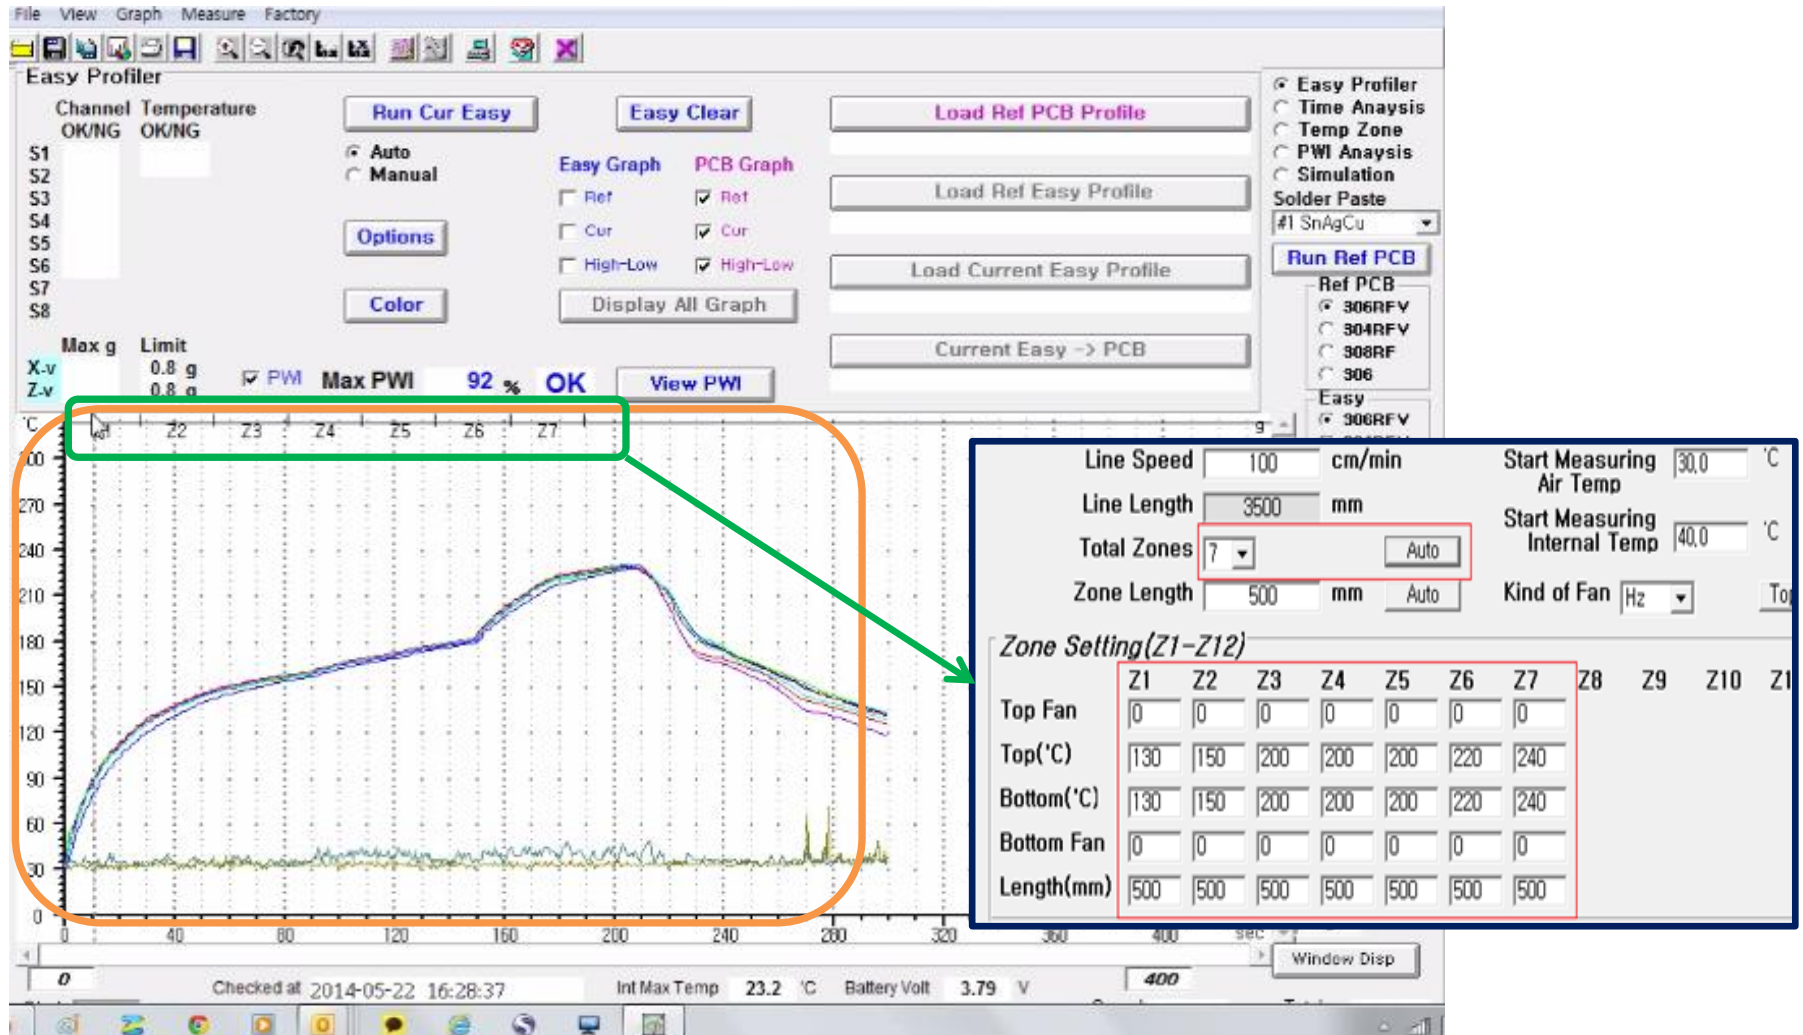 File View Graph Measure Factory
Easy Profiler
Channel Temperature
OK/NG OK/NG
S1
S2
S3
S4
S5
S6
S7
S8
Max g Limit
X-v 0.8 g
Z-v 0.8 g
Run Cur Easy
Auto
Manual
Options
Color
PWI Max PWI 92 % OK View PWI
Easy Clear
Easy Graph PCB Graph
Ref Ref
Cur Cur
High-Low High-Low
Display All Graph
Load Ref PCB Profile
Load Ref Easy Profile
Load Current Easy Profile
Current Easy -> PCB
Easy Profiler
Time Anaysis
Temp Zone
PWI Anaysis
Simulation
Solder Paste
#1 SnAgCu
Run Ref PCB
Ref PCB
306RFV
304RFV
308RF
306
Easy
306RFV
°C Z2 Z3 Z4 Z5 Z6 Z7 g
270
240
210
180
150
120
90
60
30
0
0 40 80 120 160 200 240 280 320 360 400 sec
Line Speed 100 cm/min
Line Length 3500 mm
Total Zones 7 Auto
Zone Length 500 mm Auto
Start Measuring
Air Temp 30,0 °C
Start Measuring
Internal Temp 40,0 °C
Kind of Fan Hz
Zone Setting(Z1-Z12)
Z1 Z2 Z3 Z4 Z5 Z6 Z7 Z8 Z9 Z10 Z1
Top Fan 0 0 0 0 0 0 0
Top(°C) 130 150 200 200 200 220 240
Bottom(°C) 130 150 200 200 200 220 240
Bottom Fan 0 0 0 0 0 0 0
Length(mm) 500 500 500 500 500 500 500
Window Disp
0 Checked at 2014-05-22 16:28:37 Int Max Temp 23.2 °C Battery Volt 3.79 V 400